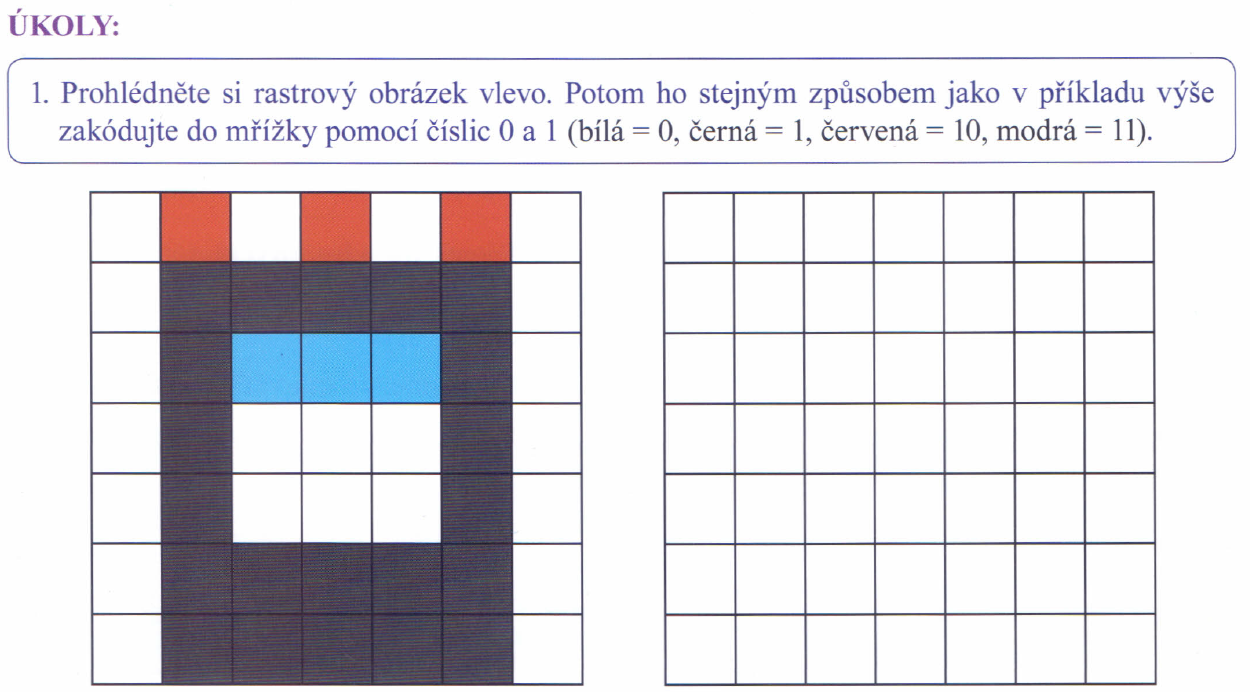 ÚKOLY:
1. Prohlédněte si rastrový obrázek vlevo. Potom ho stejným způsobem jako v příkladu výše
zakódujte do mřížky pomocí číslic 0 a 1 (bílá = 0, černá = 1, červená = 10, modrá = 11).